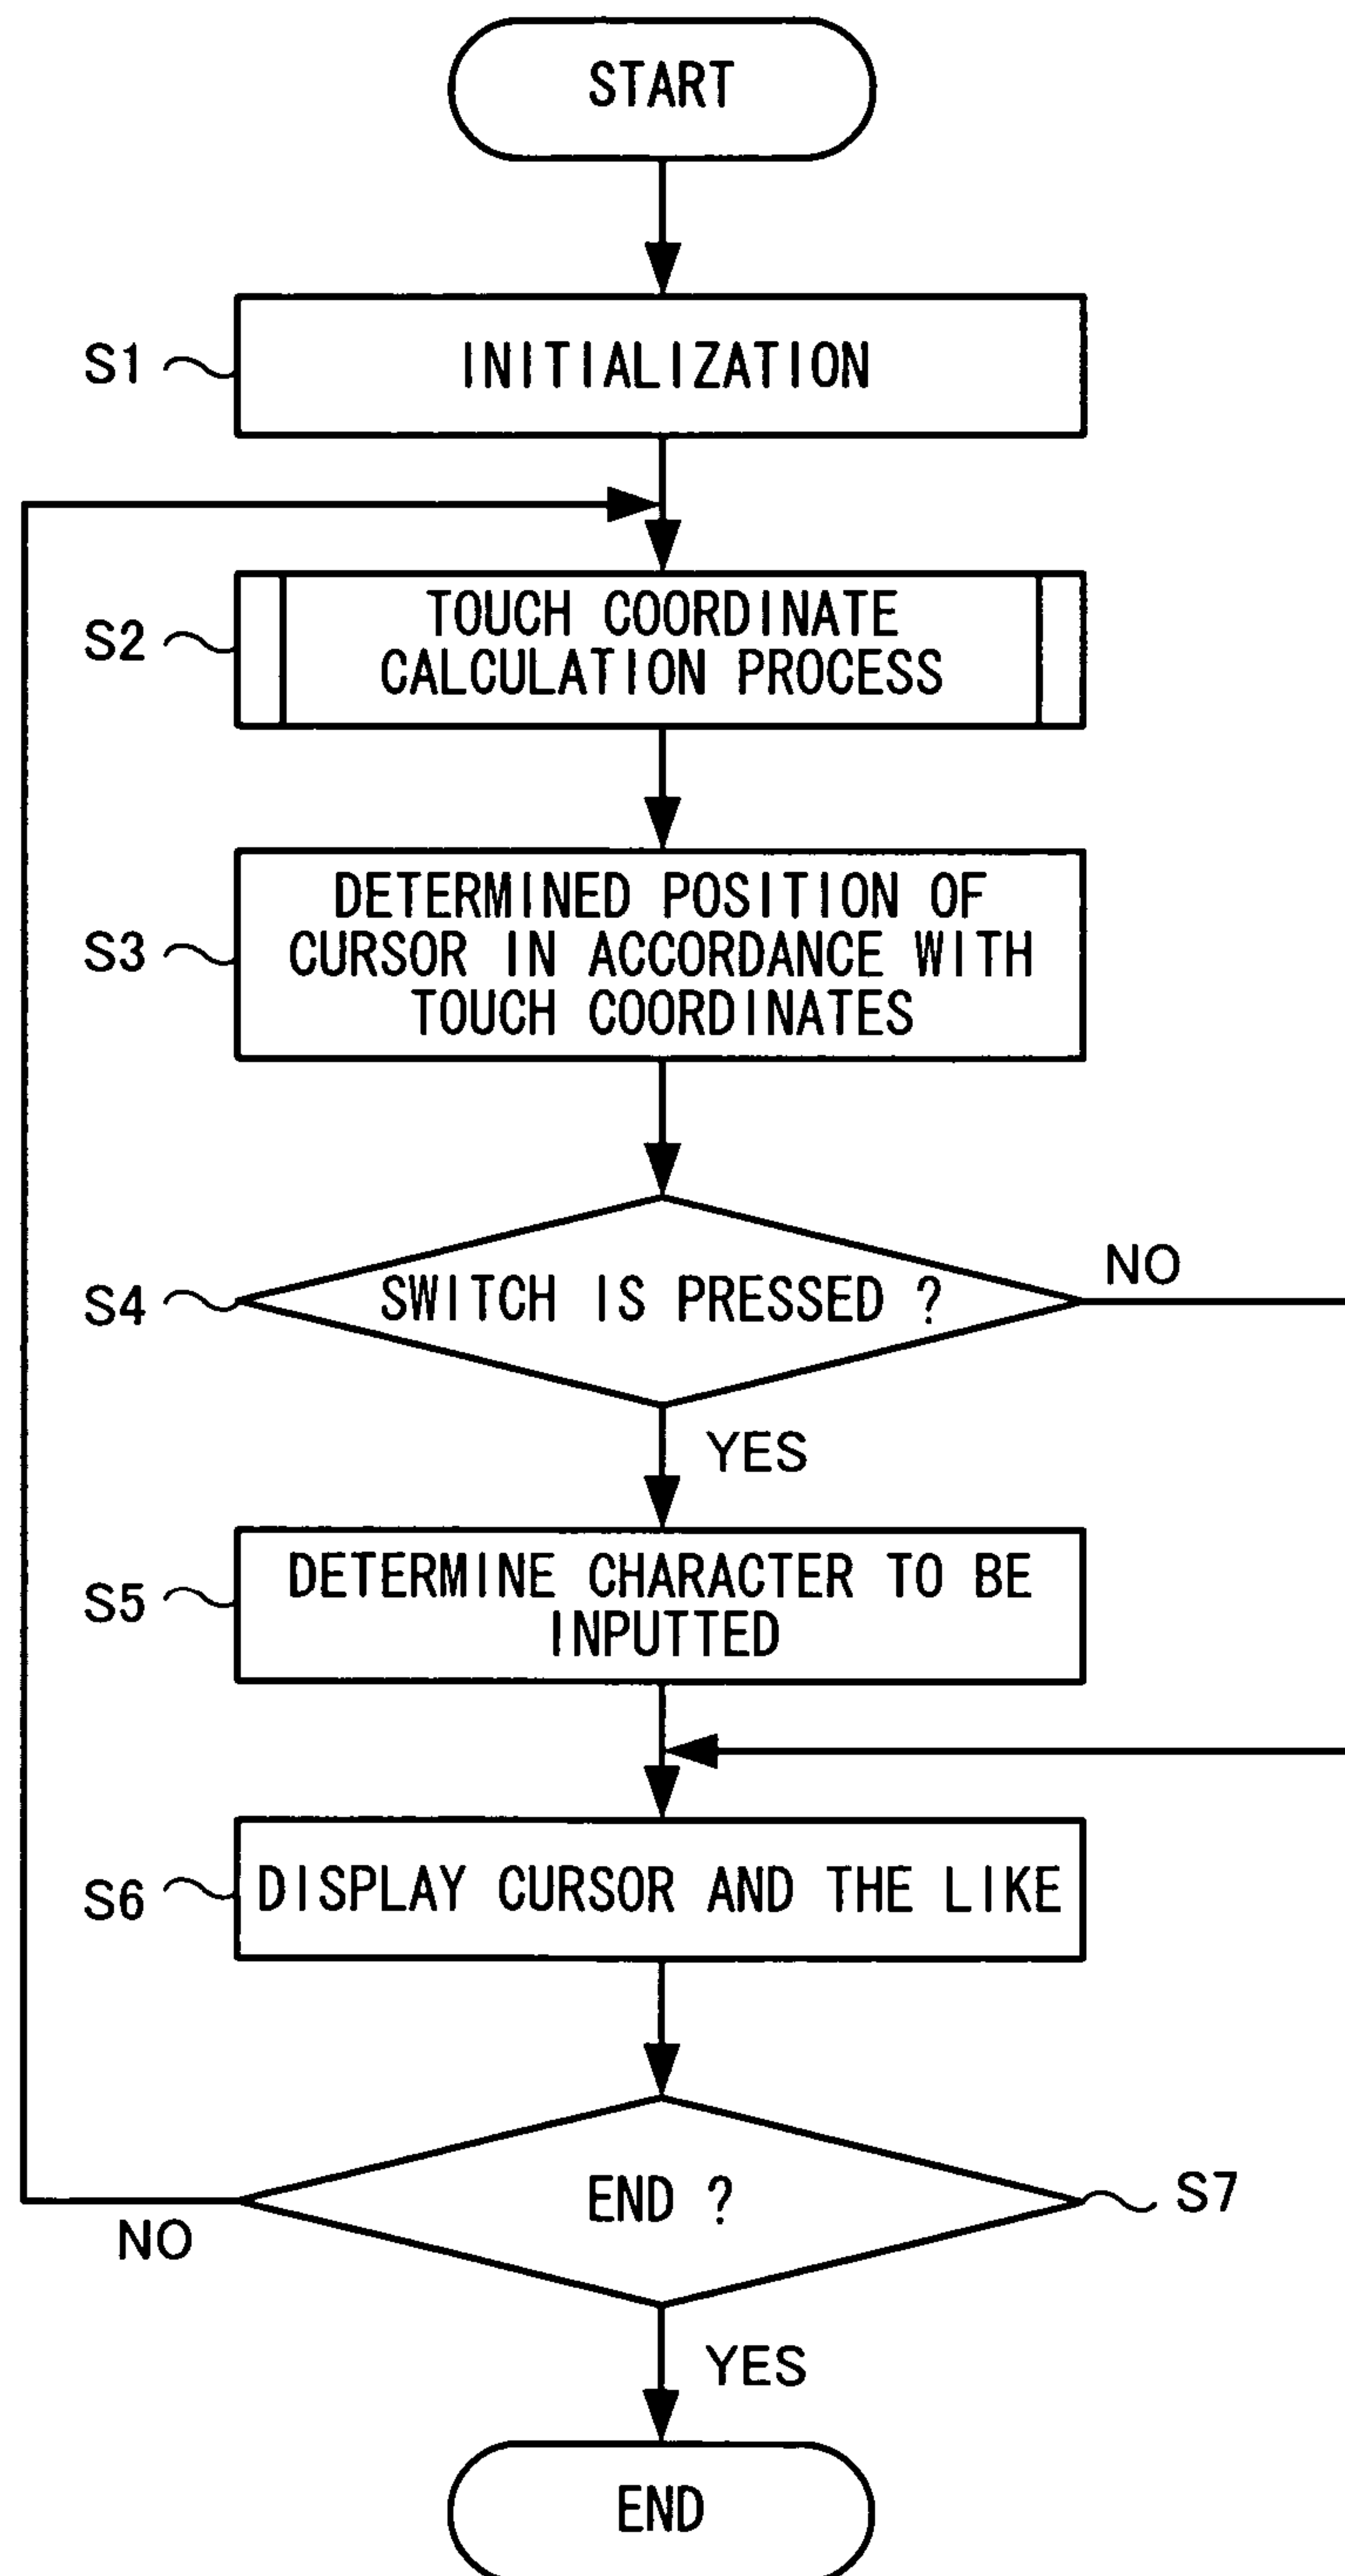 START
S1
INITIALIZATION
S2
TOUCH COORDINATE
CALCULATION PROCESS
S3
DETERMINED POSITION OF
CURSOR IN ACCORDANCE WITH
TOUCH COORDINATES
S4
SWITCH IS PRESSED ?
NO
YES
S5
DETERMINE CHARACTER TO BE
INPUTTED
S6
DISPLAY CURSOR AND THE LIKE
END ?
S7
NO
YES
END